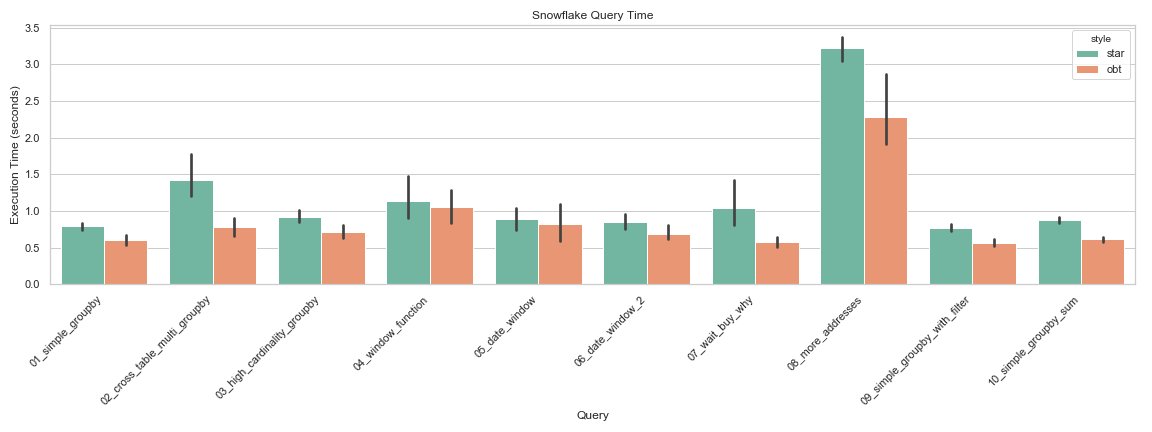 Snowflake Query Time
Execution Time (seconds)
3.5
3.0
2.5
2.0
1.5
1.0
0.5
0.0
style
star
obt
01_simple_groupby
02_cross_table_multi_groupby
03_high_cardinality_groupby
04_window_function
05_date_window
06_date_window_2
07_wait_buy_why
08_more_addresses
09_simple_groupby_with_filter
10_simple_groupby_sum
Query